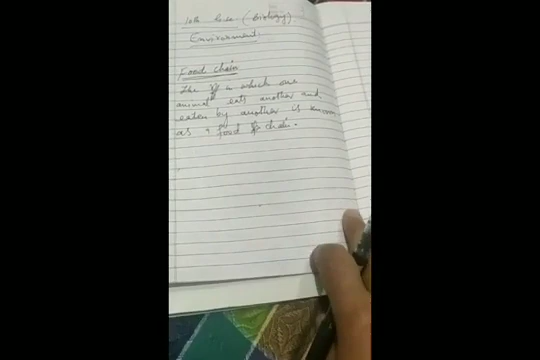 10th (Biology)
Environment
Food chain
The in which one
animal eats another and
eaten by another is known
as a food chain.